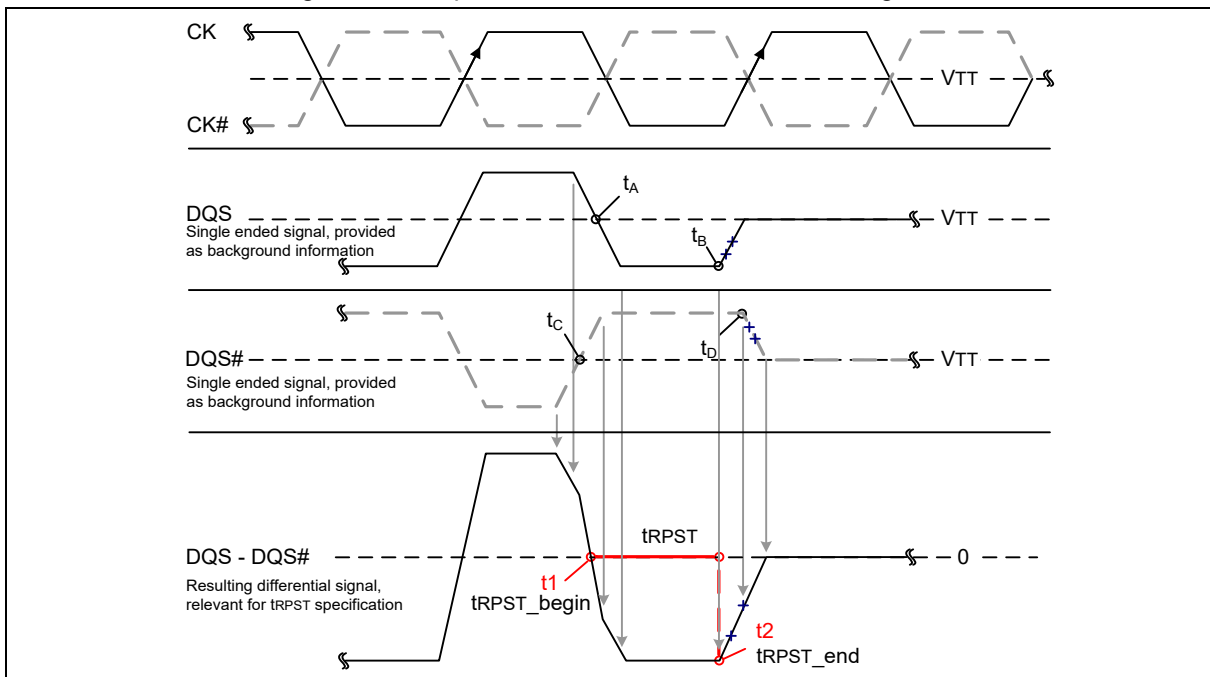 CK
VTT
CK#
tA
DQS
VTT
Single ended signal, provided
as background information
tB
tC
tD
DQS#
VTT
Single ended signal, provided
as background information
tRPST
DQS - DQS#
0
t1
Resulting differential signal,
relevant for tRPST specification
tRPST_begin
t2
tRPST_end